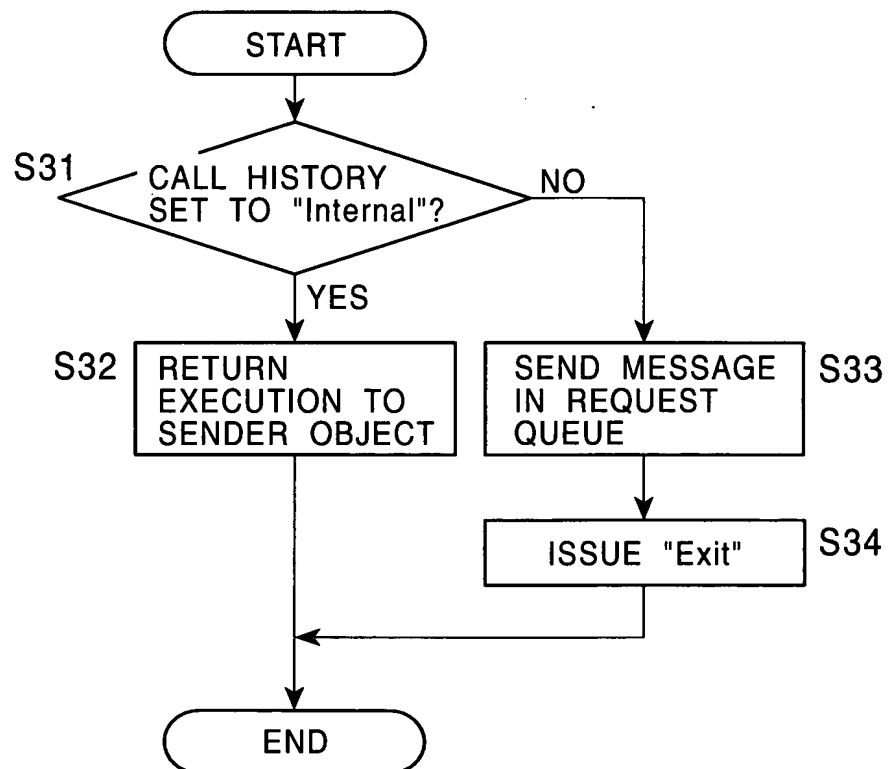 START
S31
CALL HISTORY
SET TO "Internal"?
NO
YES
S32
RETURN
EXECUTION TO
SENDER OBJECT
SEND MESSAGE
IN REQUEST
QUEUE
S33
ISSUE "Exit"
S34
END